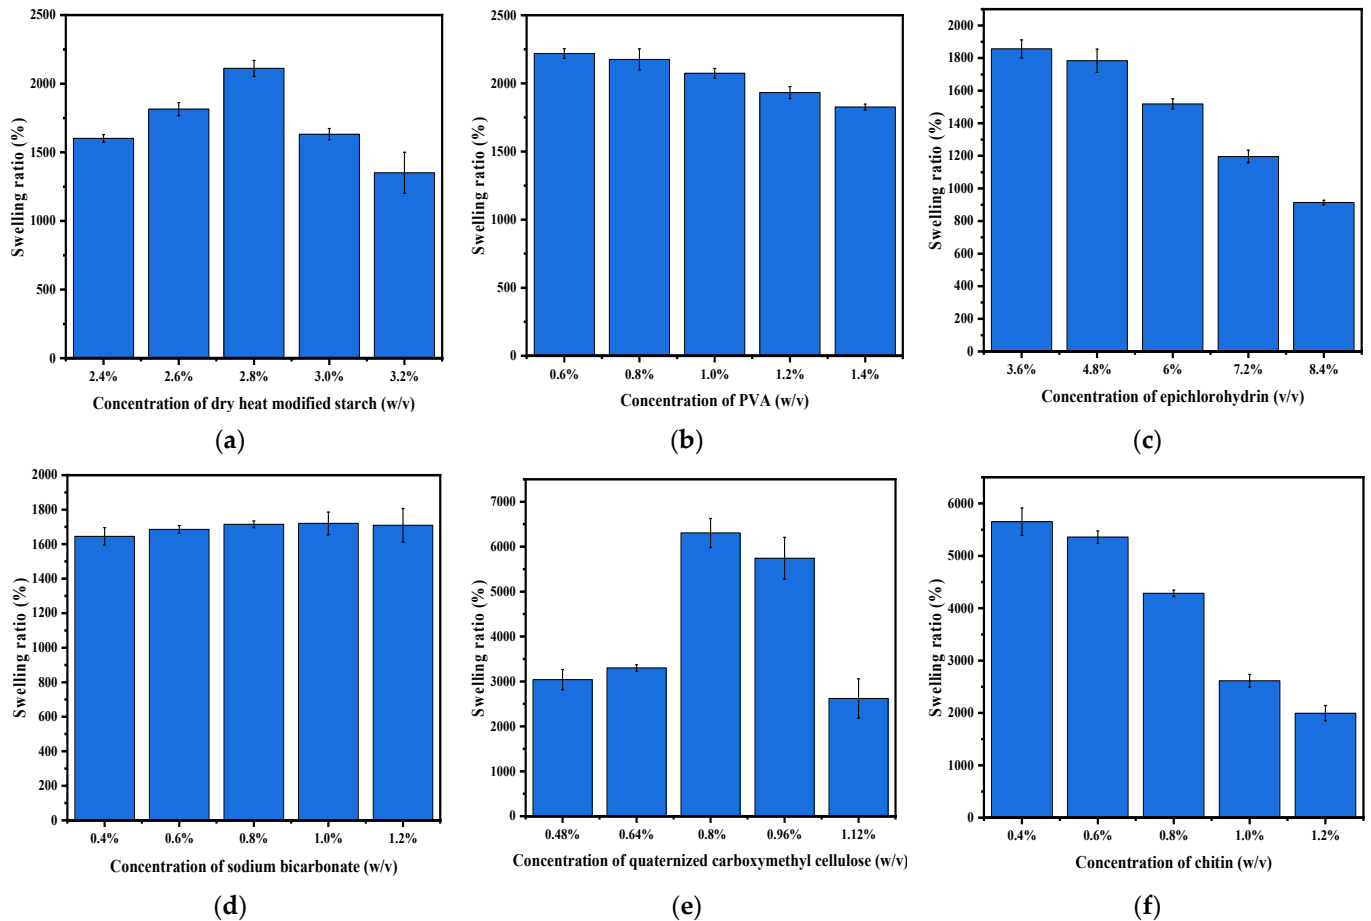 2500
2000
1500
1000
500
0
Swelling ratio (%)
2.4% 2.6% 2.8% 3.0% 3.2%
Concentration of dry heat modified starch (w/v)
(a)
2500
2000
1500
1000
500
0
Swelling ratio (%)
0.6% 0.8% 1.0% 1.2% 1.4%
Concentration of PVA (w/v)
(b)
2000
1800
1600
1400
1200
1000
800
600
400
200
0
Swelling ratio (%)
3.6% 4.8% 6% 7.2% 8.4%
Concentration of epichlorohydrin (v/v)
(c)
2000
1800
1600
1400
1200
1000
800
600
400
200
0
Swelling ratio (%)
0.4% 0.6% 0.8% 1.0% 1.2%
Concentration of sodium bicarbonate (w/v)
(d)
7000
6000
5000
4000
3000
2000
1000
0
Swelling ratio (%)
0.48% 0.64% 0.8% 0.96% 1.12%
Concentration of quaternized carboxymethyl cellulose (w/v)
(e)
6000
5000
4000
3000
2000
1000
0
Swelling ratio (%)
0.4% 0.6% 0.8% 1.0% 1.2%
Concentration of chitin (w/v)
(f)